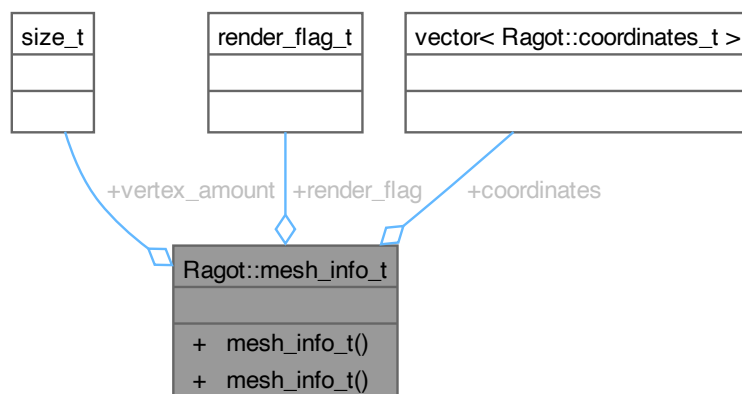 size_t
render_flag_t
vector< Ragot::coordinates_t >
+vertex_amount
+render_flag
+coordinates
Ragot::mesh_info_t
+ mesh_info_t()
+ mesh_info_t()